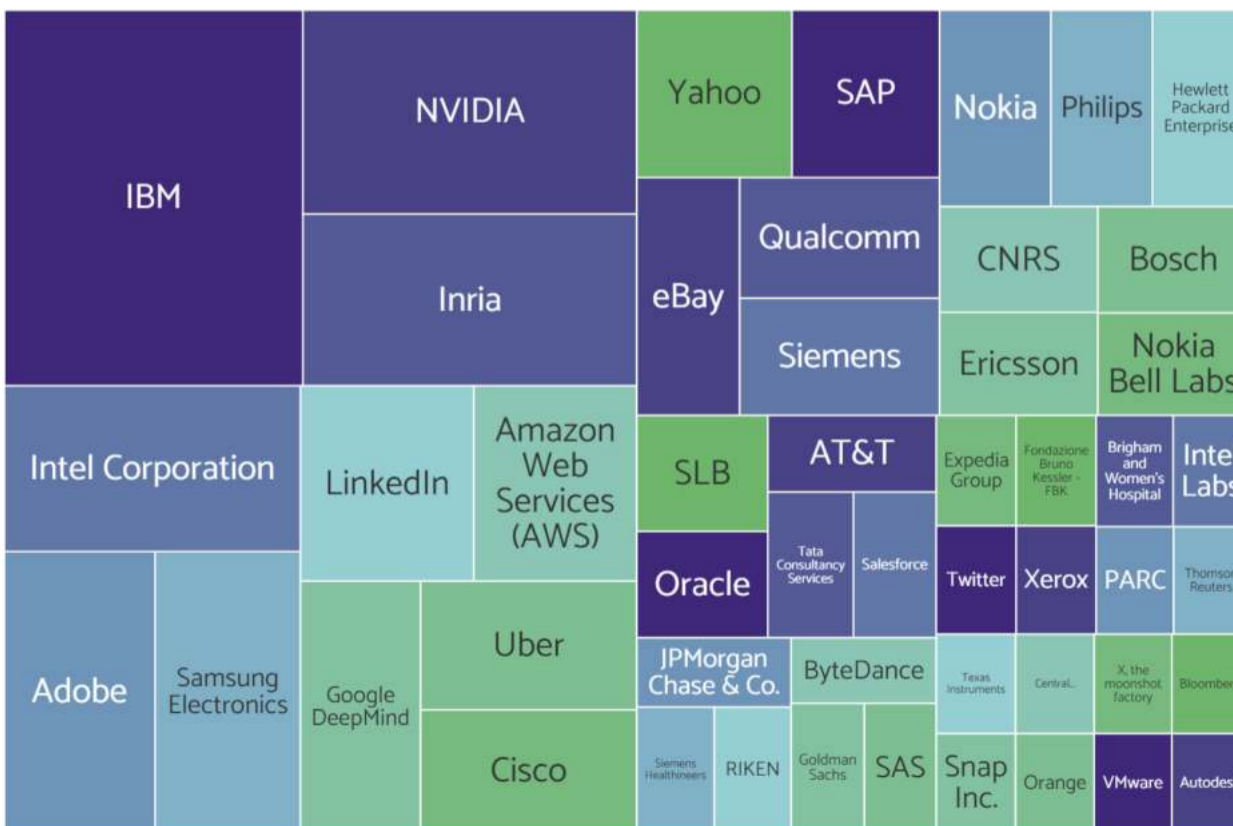 IBM
NVIDIA
Inria
Intel Corporation
Adobe
Samsung
Electronics
LinkedIn
Amazon
Web
Services
(AWS)
Google
DeepMind
Uber
Cisco
Yahoo
SAP
eBay
Qualcomm
Siemens
Nokia
Philips
Hewlett
Packard
Enterprise
CNRS
Bosch
Ericsson
Nokia
Bell Labs
SLB
AT&T
Oracle
Tata
Consultancy
Services
Salesforce
JPMorgan
Chase & Co.
ByteDance
Siemens
Healthineers
RIKEN
Goldman
Sachs
SAS
Expedia
Group
Fondazione
Bruno
Kessler -
FBK
Brigham
and
Women's
Hospital
Inte
Labs
Twitter
Xerox
PARC
Thomson
Reuters
Texas
Instruments
Central...
X, the
moonshot
factory
Bloomber
Snap
Inc.
Orange
VMware
Autodes